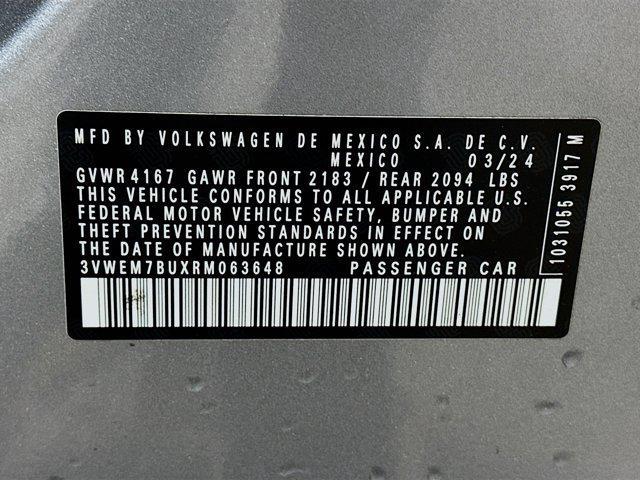 MFD BY VOLKSWAGEN DE MEXICO S.A. DE C.V.
MEXICO 03/24
GVWR 4167 GAWR FRONT 2183 / REAR 2094 LBS
THIS VEHICLE CONFORMS TO ALL APPLICABLE U.S.
FEDERAL MOTOR VEHICLE SAFETY, BUMPER AND
THEFT PREVENTION STANDARDS IN EFFECT ON
THE DATE OF MANUFACTURE SHOWN ABOVE.
3VWEM7BUXRM063648 PASSENGER CAR
1031055 3917 M